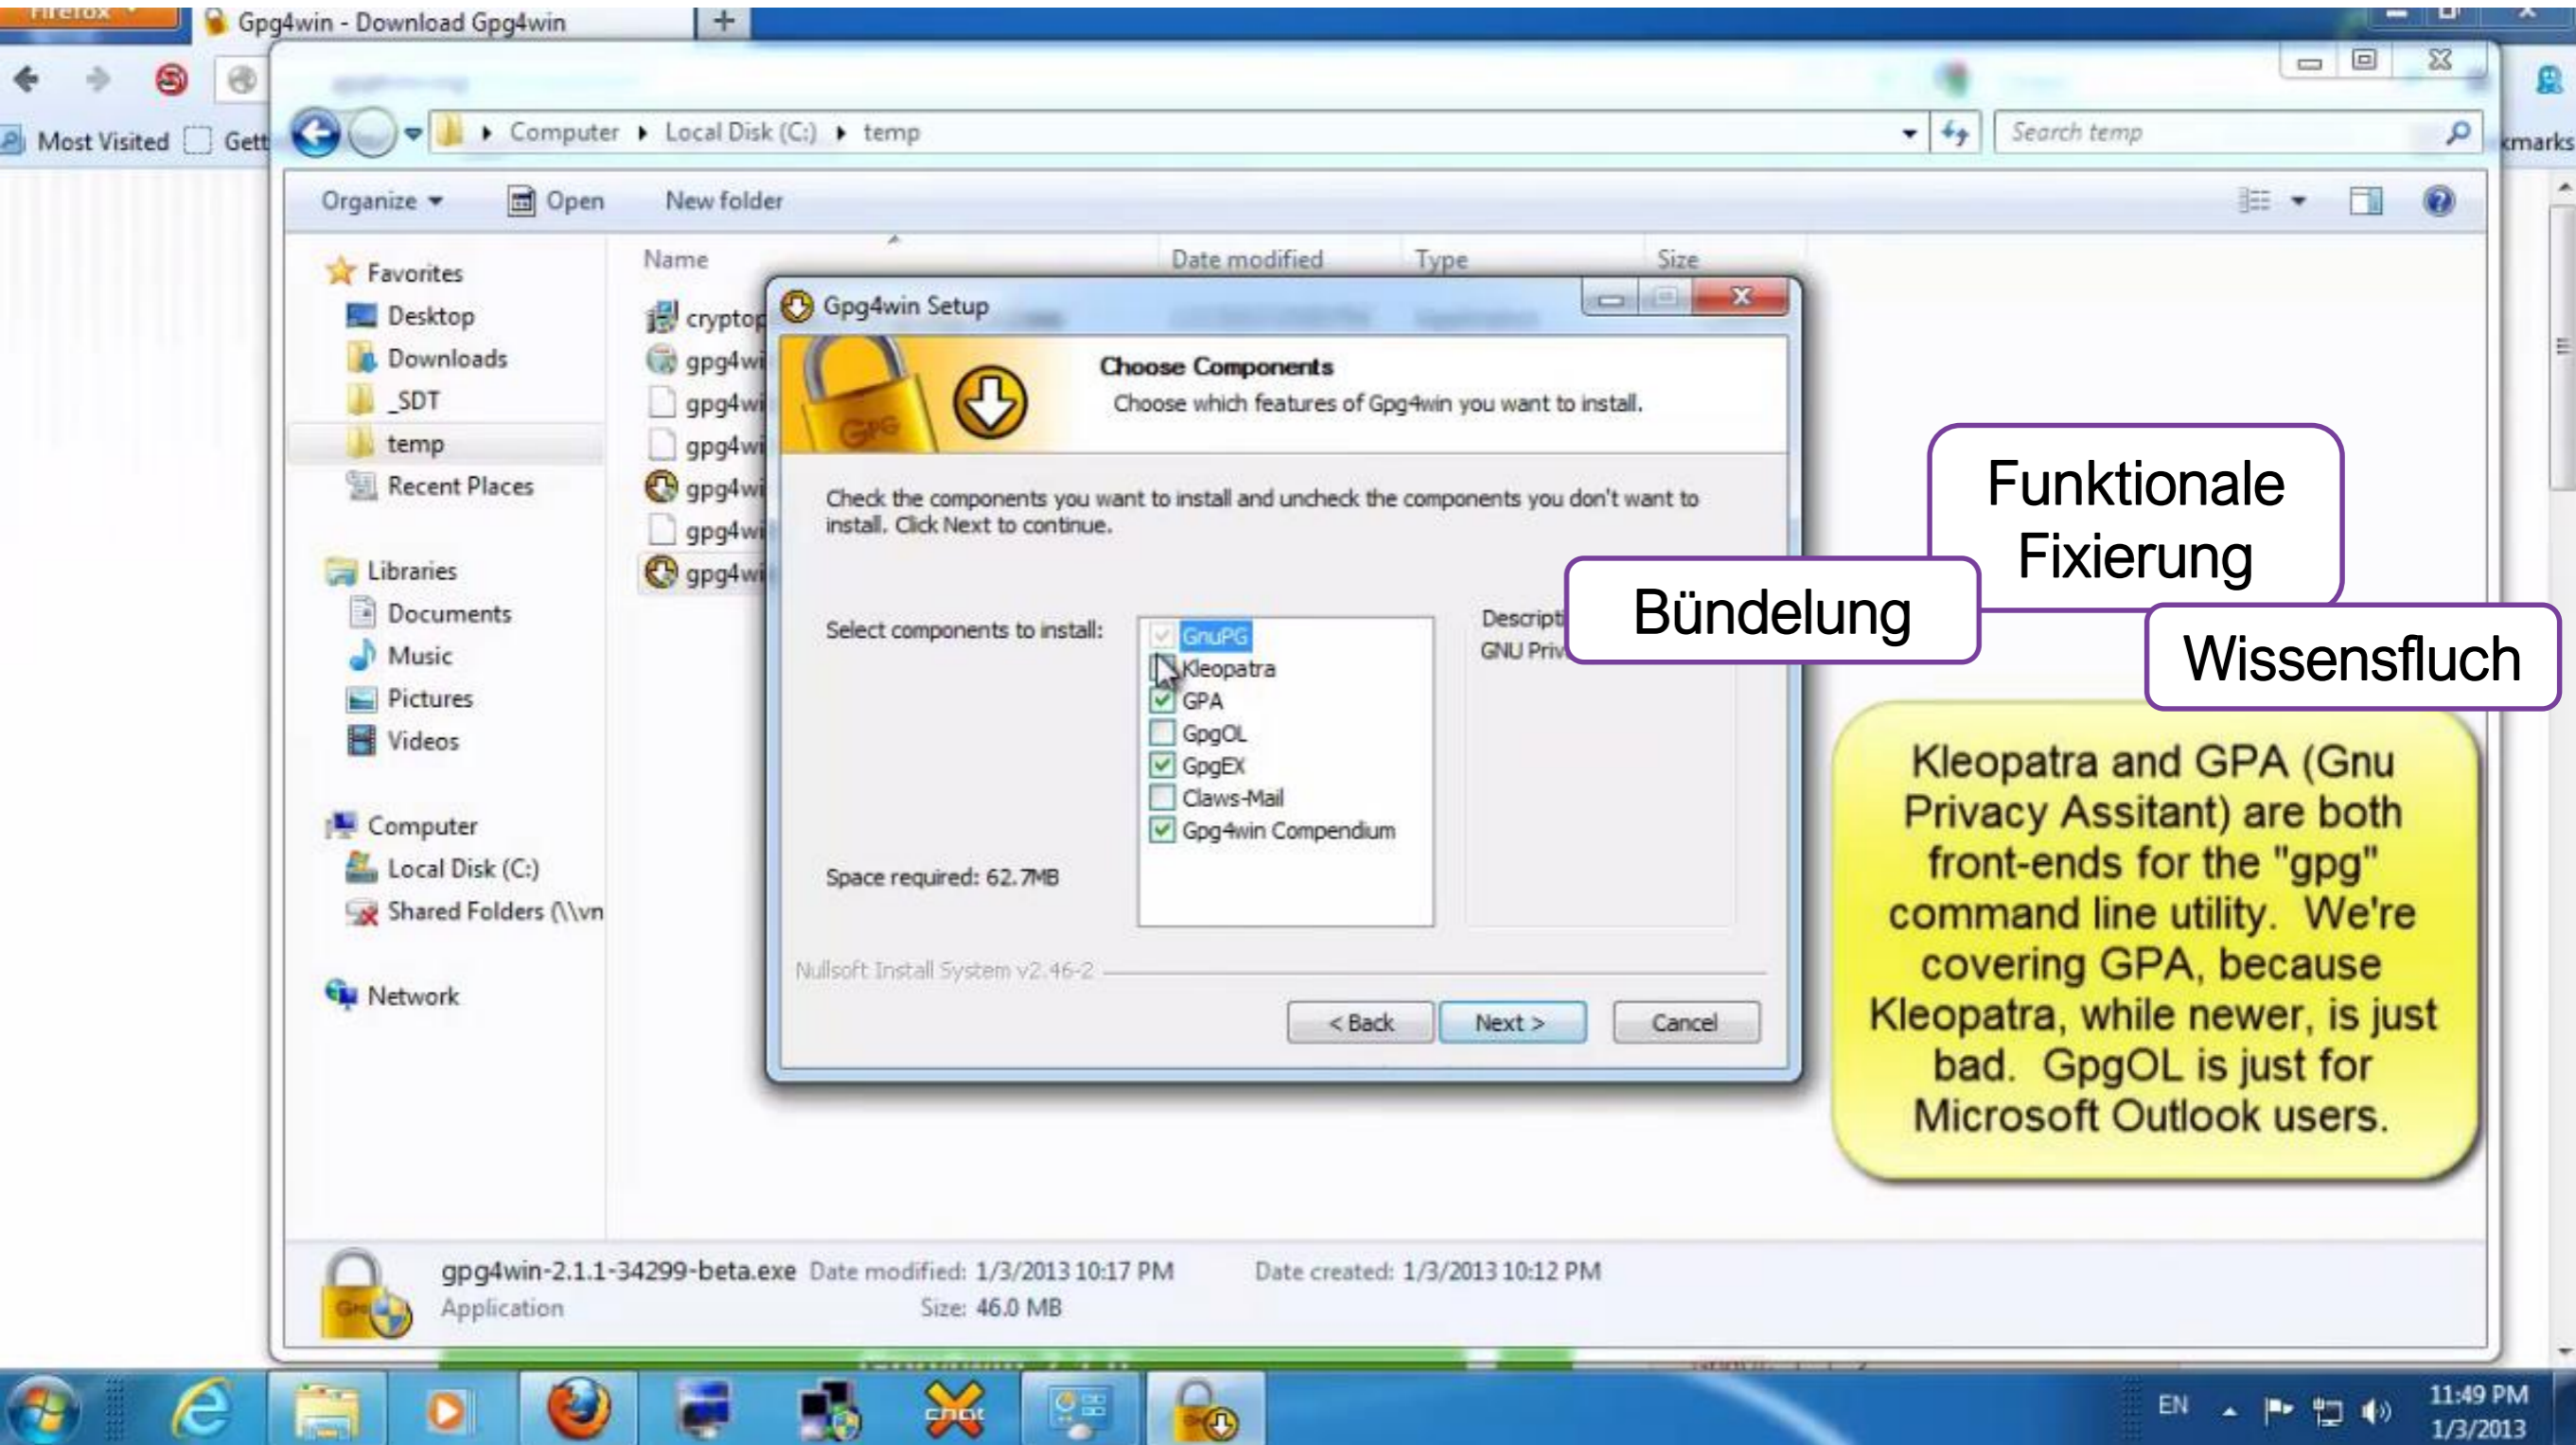 Firefox
Gpg4win - Download Gpg4win
Most Visited
Computer
Local Disk (C:)
temp
Search temp
Organize
Open
New folder
Favorites
Desktop
Downloads
_SDT
temp
Recent Places
Libraries
Documents
Music
Pictures
Videos
Computer
Local Disk (C:)
Shared Folders (\\vn
Network
Name
Date modified
Type
Size
Gpg4win Setup
GPG
Choose Components
Choose which features of Gpg4win you want to install.
Check the components you want to install and uncheck the components you don't want to
install. Click Next to continue.
Select components to install:
GnuPG
Kleopatra
GPA
GpgOL
GpgEX
Claws-Mail
Gpg4win Compendium
Space required: 62.7MB
Nullsoft Install System v2.46-2
< Back
Next >
Cancel
GNU
Funktionale
Fixierung
Bündelung
Wissensfluch
Kleopatra and GPA (Gnu
Privacy Assitant) are both
front-ends for the "gpg"
command line utility. We're
covering GPA, because
Kleopatra, while newer, is just
bad. GpgOL is just for
Microsoft Outlook users.
gpg4win-2.1.1-34299-beta.exe Date modified: 1/3/2013 10:17 PM
Date created: 1/3/2013 10:12 PM
Application
Size: 46.0 MB
EN
11:49 PM
1/3/2013